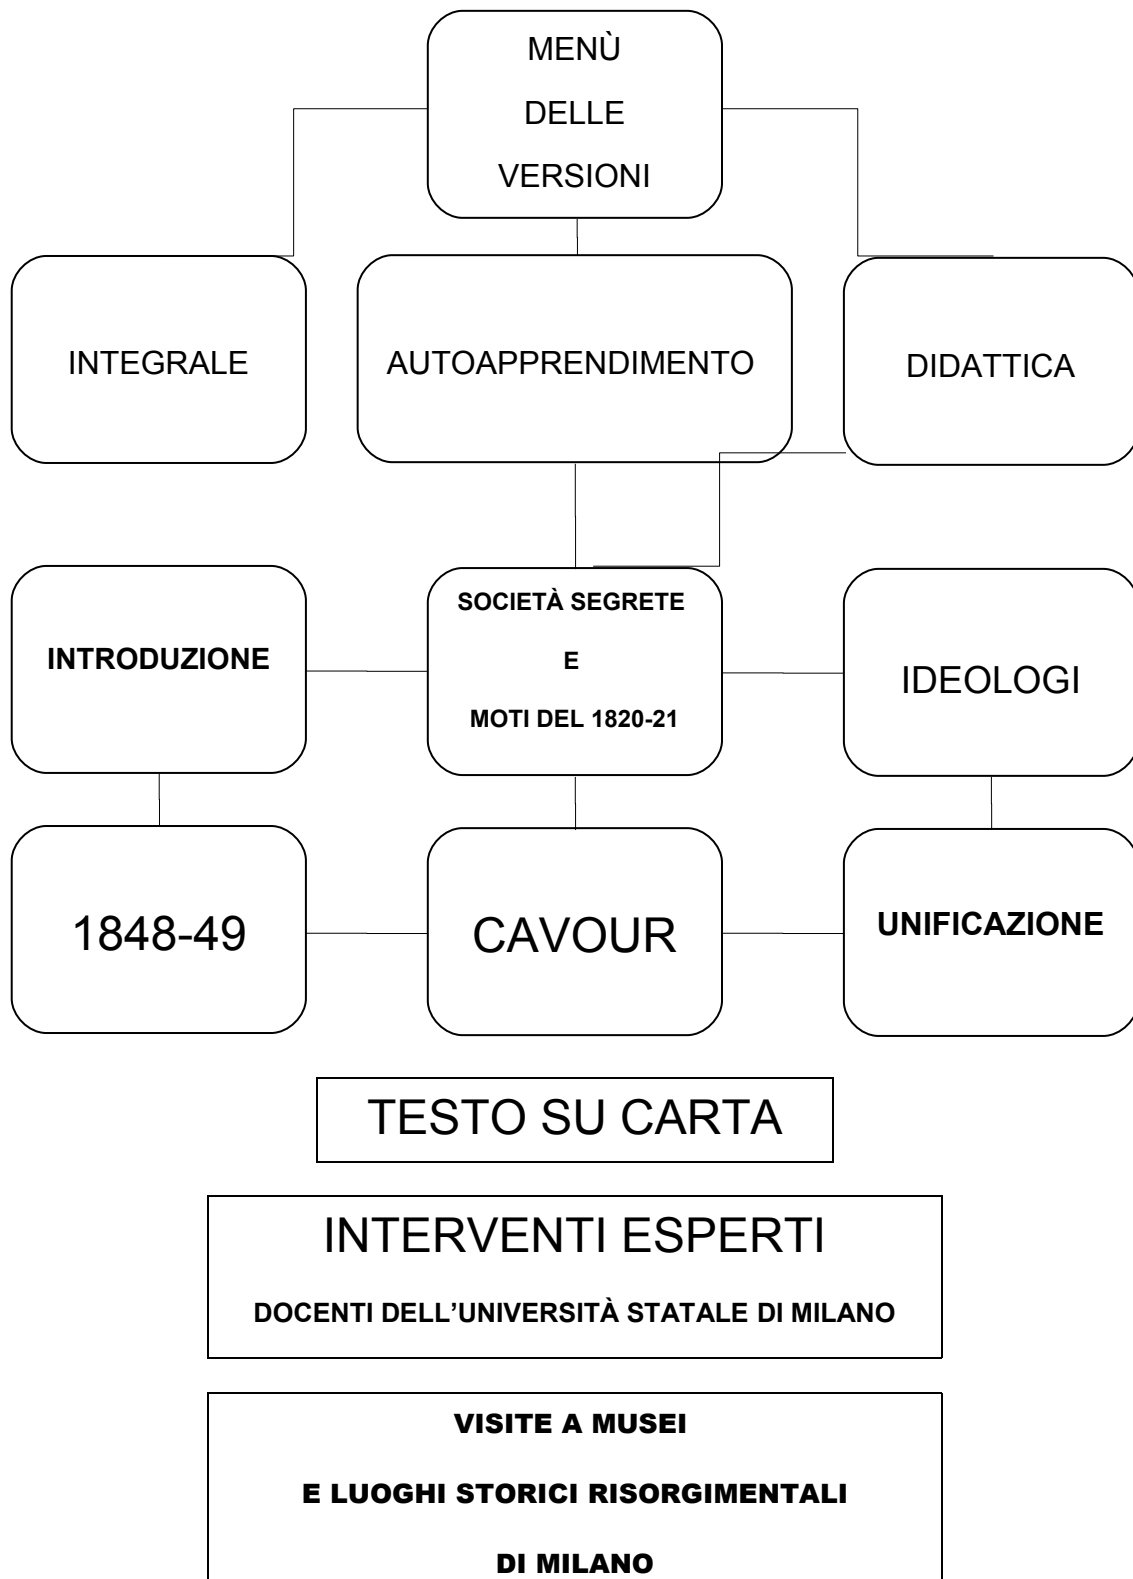 MENÙ
DELLE
VERSIONI
INTEGRALE
AUTOAPPRENDIMENTO
DIDATTICA
INTRODUZIONE
SOCIETÀ SEGRETE
E
MOTI DEL 1820-21
IDEOLOGI
1848-49
CAVOUR
UNIFICAZIONE
TESTO SU CARTA
INTERVENTI ESPERTI
DOCENTI DELL’UNIVERSITÀ STATALE DI MILANO
VISITE A MUSEI
E LUOGHI STORICI RISORGIMENTALI
DI MILANO